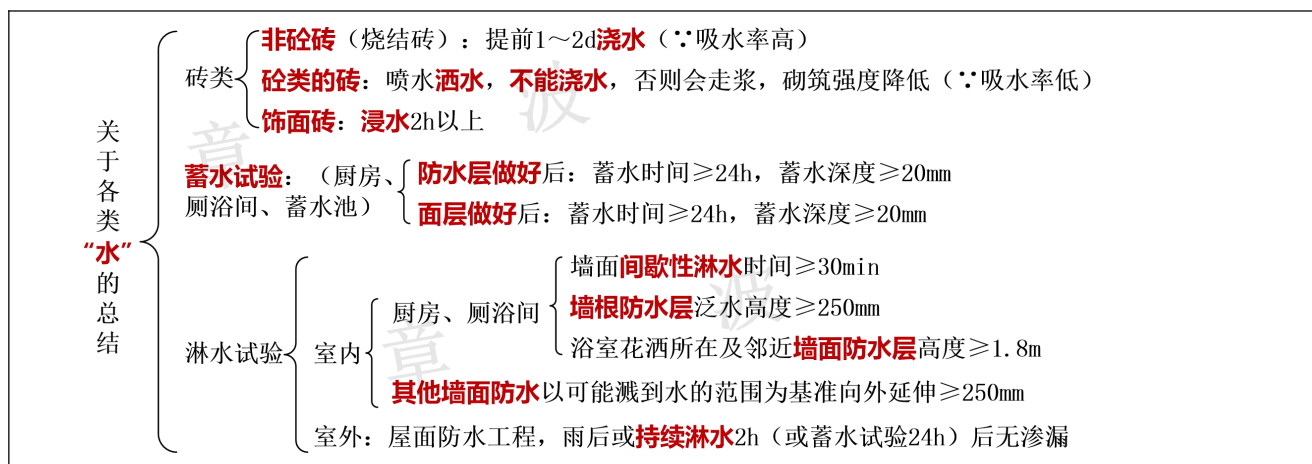 关于各类“水”的总结
砖类
非砼砖（烧结砖）：提前1～2d浇水（∵吸水率高）
砼类的砖：喷水洒水，不能浇水，否则会走浆，砌筑强度降低（∵吸水率低）
饰面砖：浸水2h以上
蓄水试验：（厨房、
厕浴间、蓄水池）
防水层做好后：蓄水时间≥24h，蓄水深度≥20mm
面层做好后：蓄水时间≥24h，蓄水深度≥20mm
淋水试验
室内
厨房、厕浴间
墙面间歇性淋水时间≥30min
墙根防水层泛水高度≥250mm
浴室花洒所在及邻近墙面防水层高度≥1.8m
其他墙面防水以可能溅到水的范围为基准向外延伸≥250mm
室外：屋面防水工程，雨后或持续淋水2h（或蓄水试验24h）后无渗漏
章
波
章
波